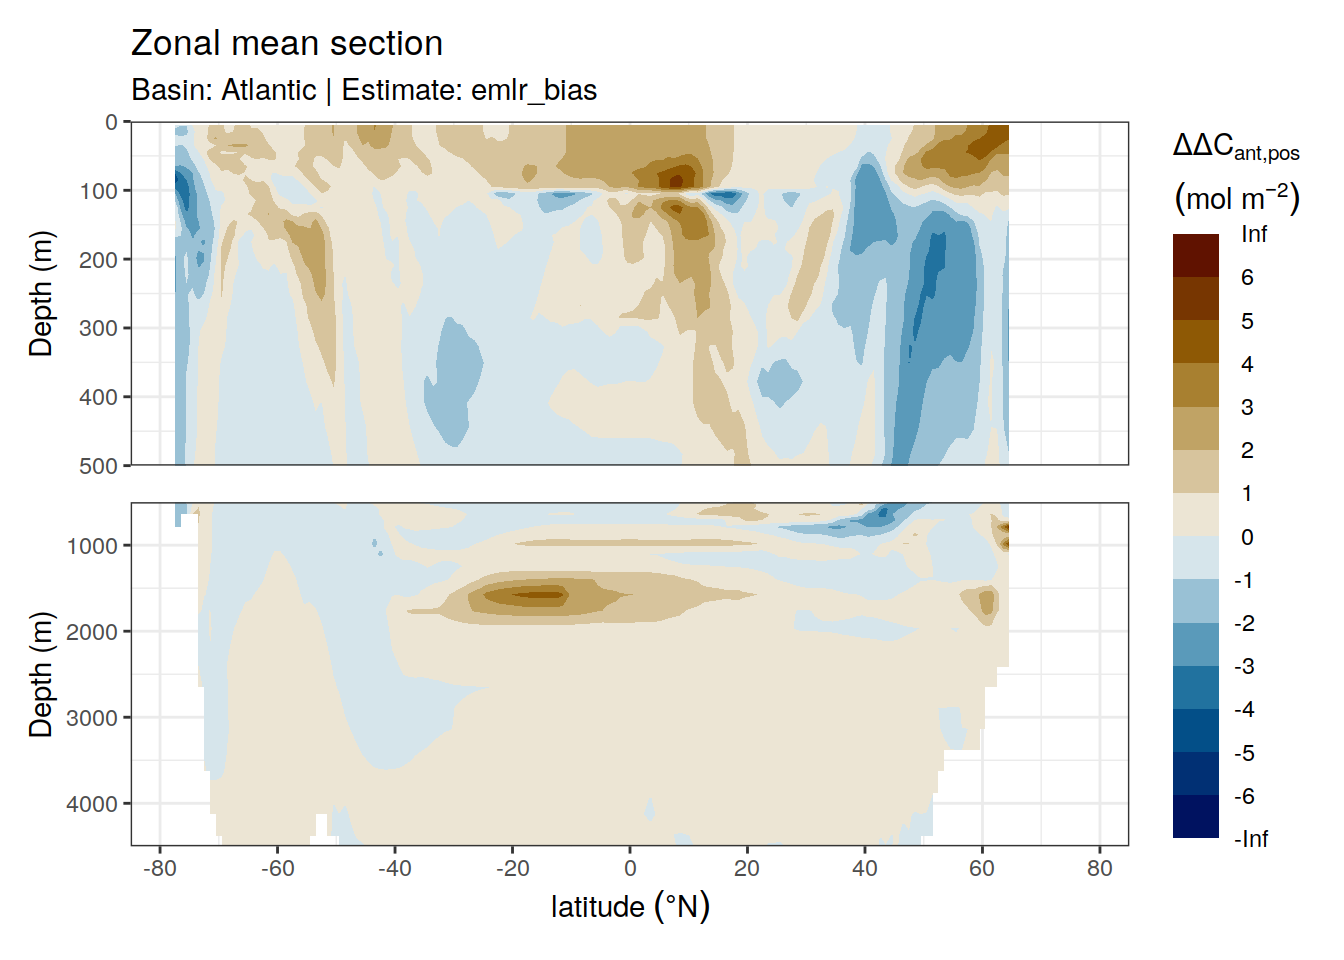 Zonal mean section
Basin: Atlantic | Estimate: emlr_bias
0
100
200
300
400
500
Depth (m)
1000
2000
3000
4000
Depth (m)
-80 -60 -40 -20 0 20 40 60 80
latitude (°N)
ΔΔC_ant,pos
(mol m⁻²)
Inf
6
5
4
3
2
1
0
-1
-2
-3
-4
-5
-6
-Inf